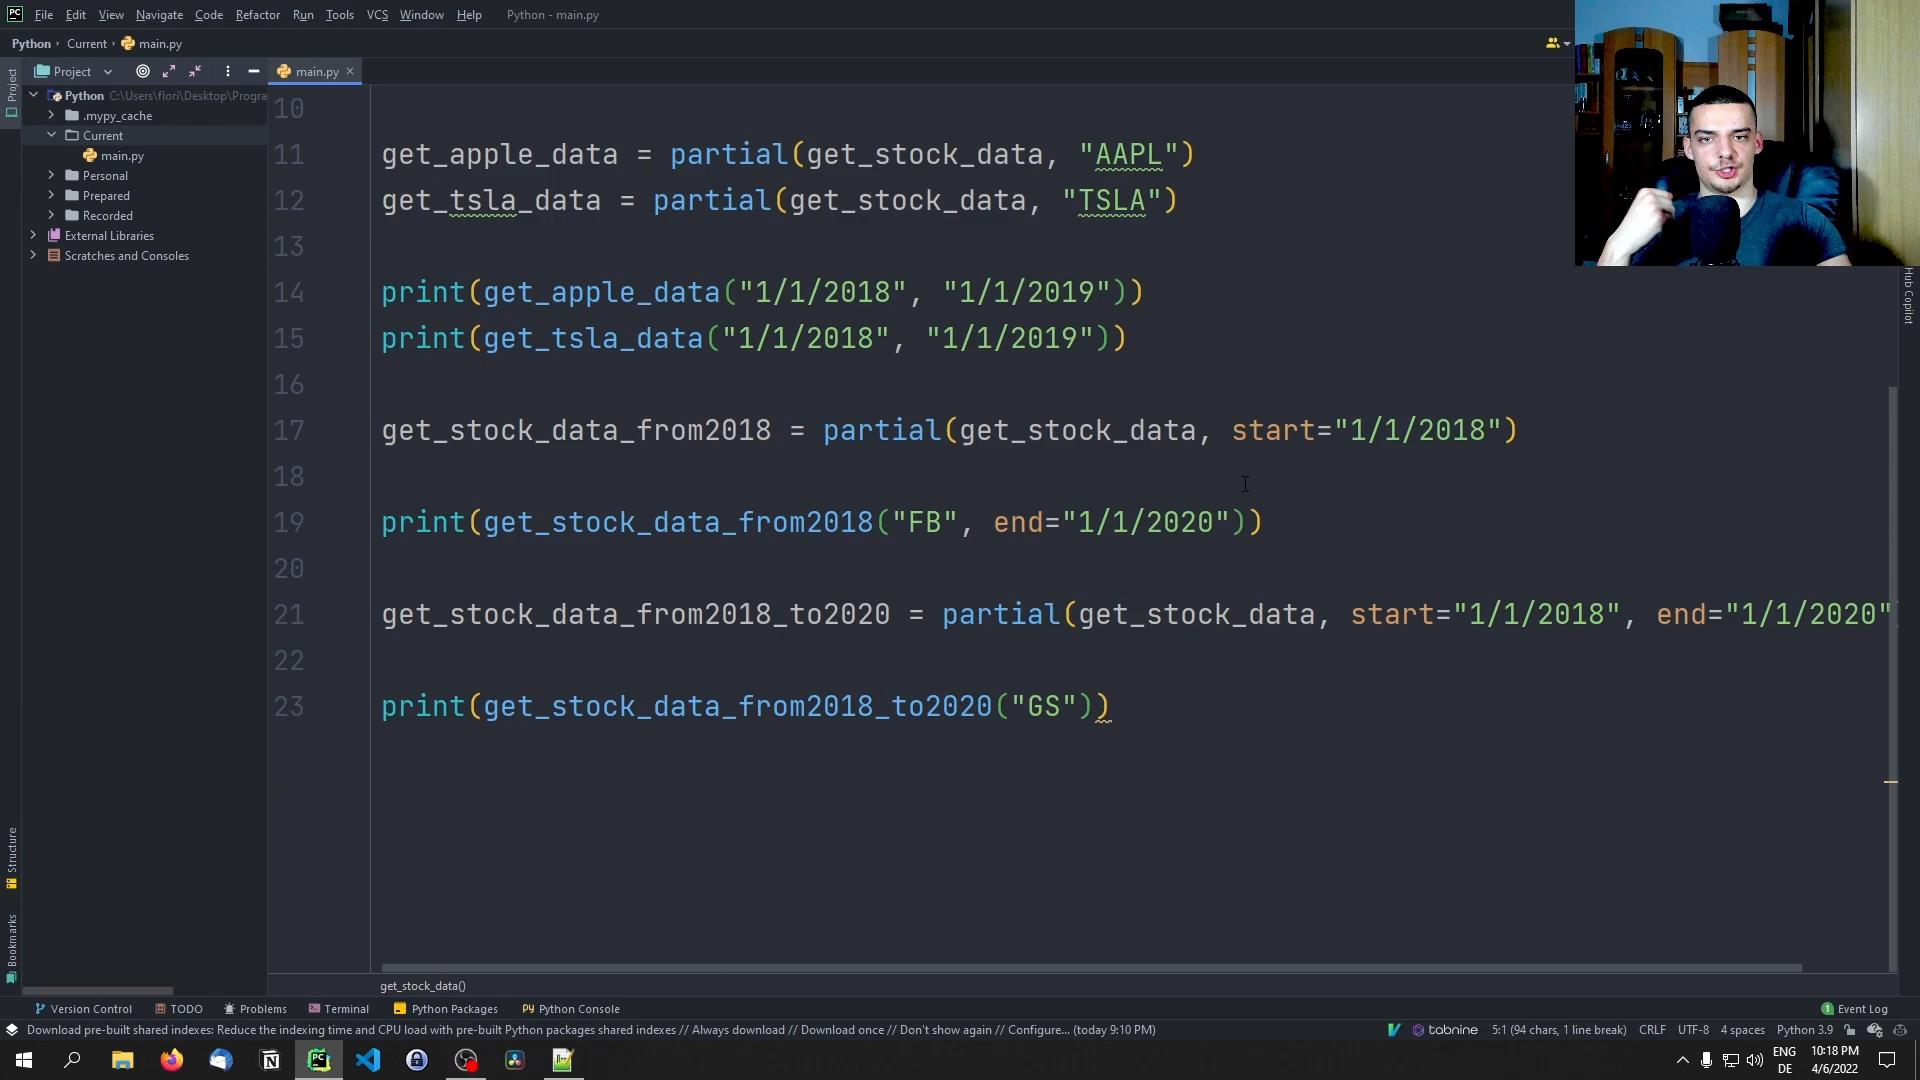 PC File Edit View Navigate Code Refactor Run Tools VCS Window Help Python - main.py
Python Current main.py
Project main.py
Project
Python C:\Users\flori\Desktop\Progra
.mypy_cache
Current
main.py
Personal
Prepared
Recorded
External Libraries
Scratches and Consoles
10
11 get_apple_data = partial(get_stock_data, "AAPL")
12 get_tsla_data = partial(get_stock_data, "TSLA")
13
14 print(get_apple_data("1/1/2018", "1/1/2019"))
15 print(get_tsla_data("1/1/2018", "1/1/2019"))
16
17 get_stock_data_from2018 = partial(get_stock_data, start="1/1/2018")
18
19 print(get_stock_data_from2018("FB", end="1/1/2020"))
20
21 get_stock_data_from2018_to2020 = partial(get_stock_data, start="1/1/2018", end="1/1/2020"
22
23 print(get_stock_data_from2018_to2020("GS"))
Hub Copilot
Structure
Bookmarks
get_stock_data()
Version Control TODO Problems Terminal Python Packages Python Console 1 Event Log
Download pre-built shared indexes: Reduce the indexing time and CPU load with pre-built Python packages shared indexes // Always download // Download once // Don't show again // Configure... (today 9:10 PM) tabnine 5:1 (94 chars, 1 line break) CRLF UTF-8 4 spaces Python 3.9
ENG 10:18 PM
DE 4/6/2022